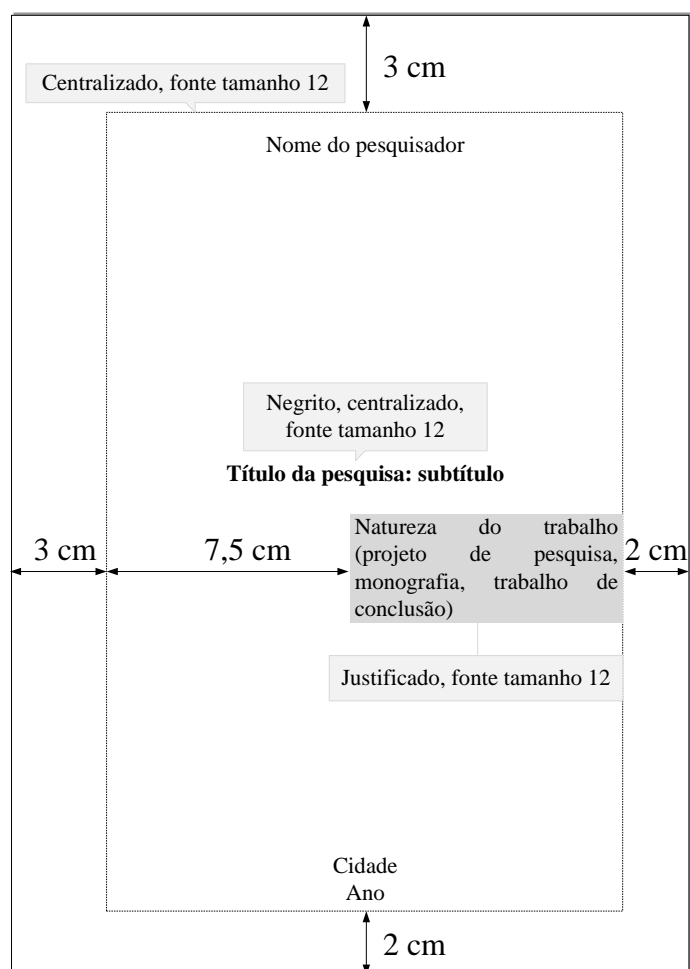 3 cm
Centralizado, fonte tamanho 12
Nome do pesquisador
Negrito, centralizado,
fonte tamanho 12
Título da pesquisa: subtítulo
3 cm
7,5 cm
Natureza do trabalho
(projeto de pesquisa,
monografia, trabalho de
conclusão)
2 cm
Justificado, fonte tamanho 12
Cidade
Ano
2 cm